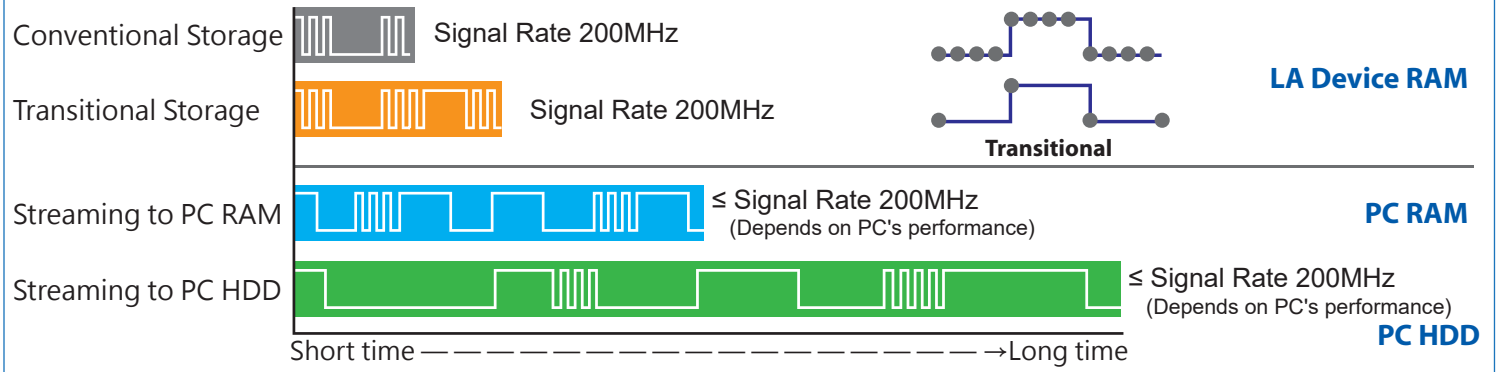 Conventional Storage
Signal Rate 200MHz
LA Device RAM
Transitional Storage
Signal Rate 200MHz
Transitional
Streaming to PC RAM
≤ Signal Rate 200MHz
(Depends on PC's performance)
PC RAM
Streaming to PC HDD
≤ Signal Rate 200MHz
(Depends on PC's performance)
PC HDD
Short time — — — — — — — — — — — — — →Long time